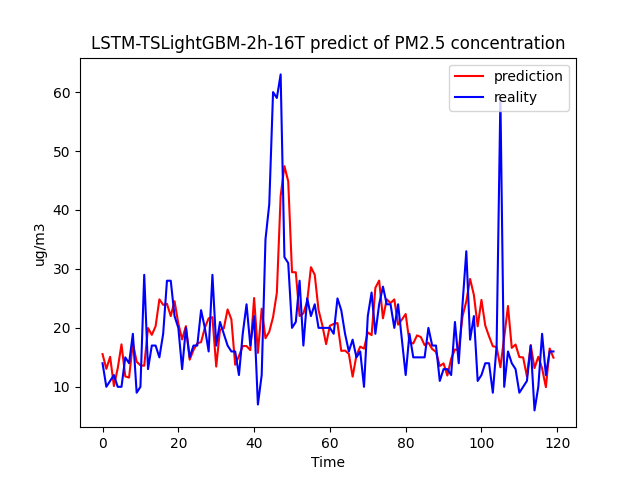 LSTM-TSLightGBM-2h-16T predict of PM2.5 concentration
prediction
reality
60
50
40
30
20
10
ug/m3
0 20 40 60 80 100 120
Time